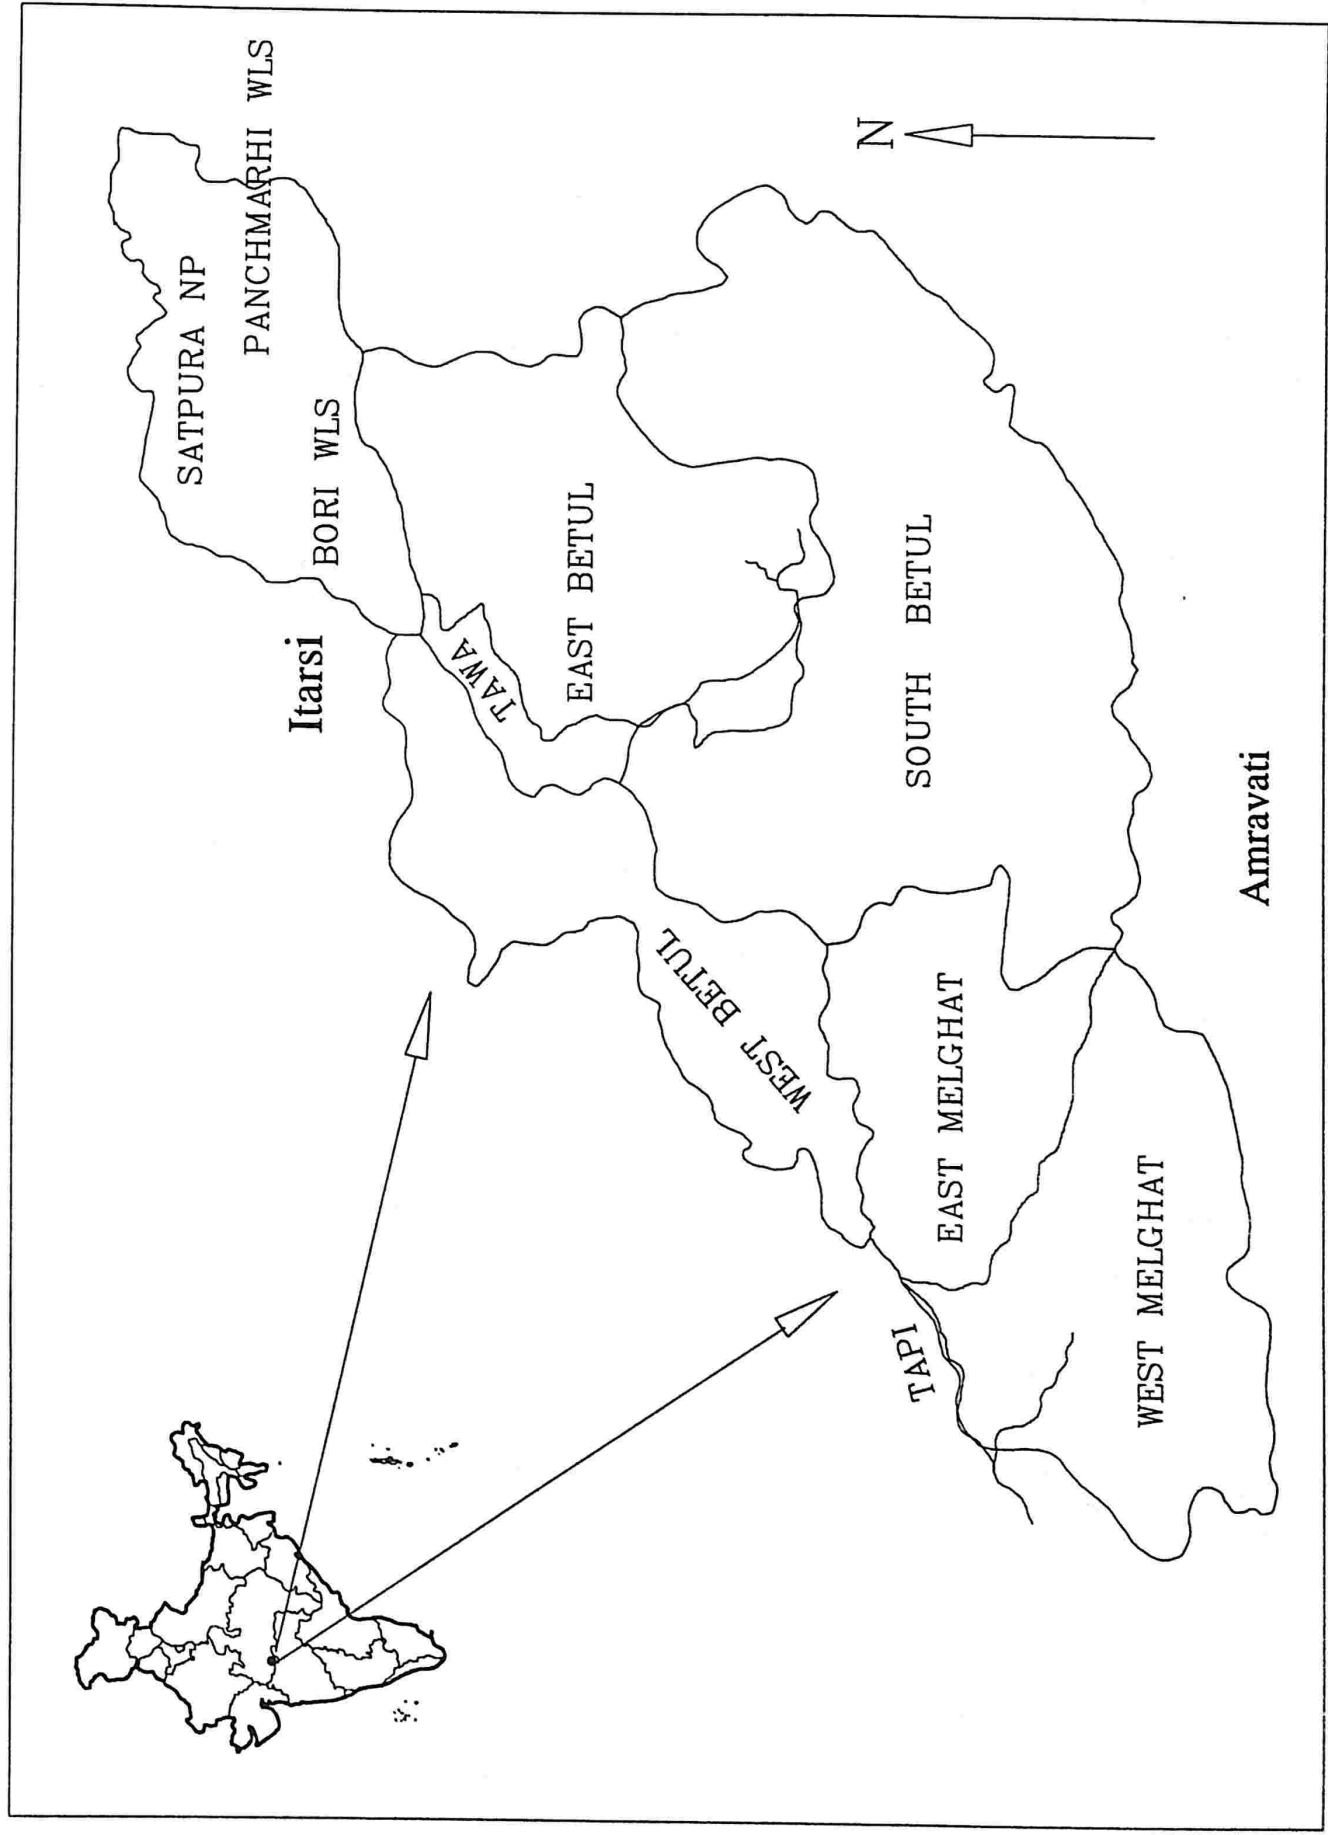 SATPURA NP
PANCHMARHI WLS
BORI WLS
Itarsi
TAWA
EAST BETUL
N
WEST BETUL
SOUTH BETUL
TAPI
EAST MELGHAT
WEST MELGHAT
Amravati